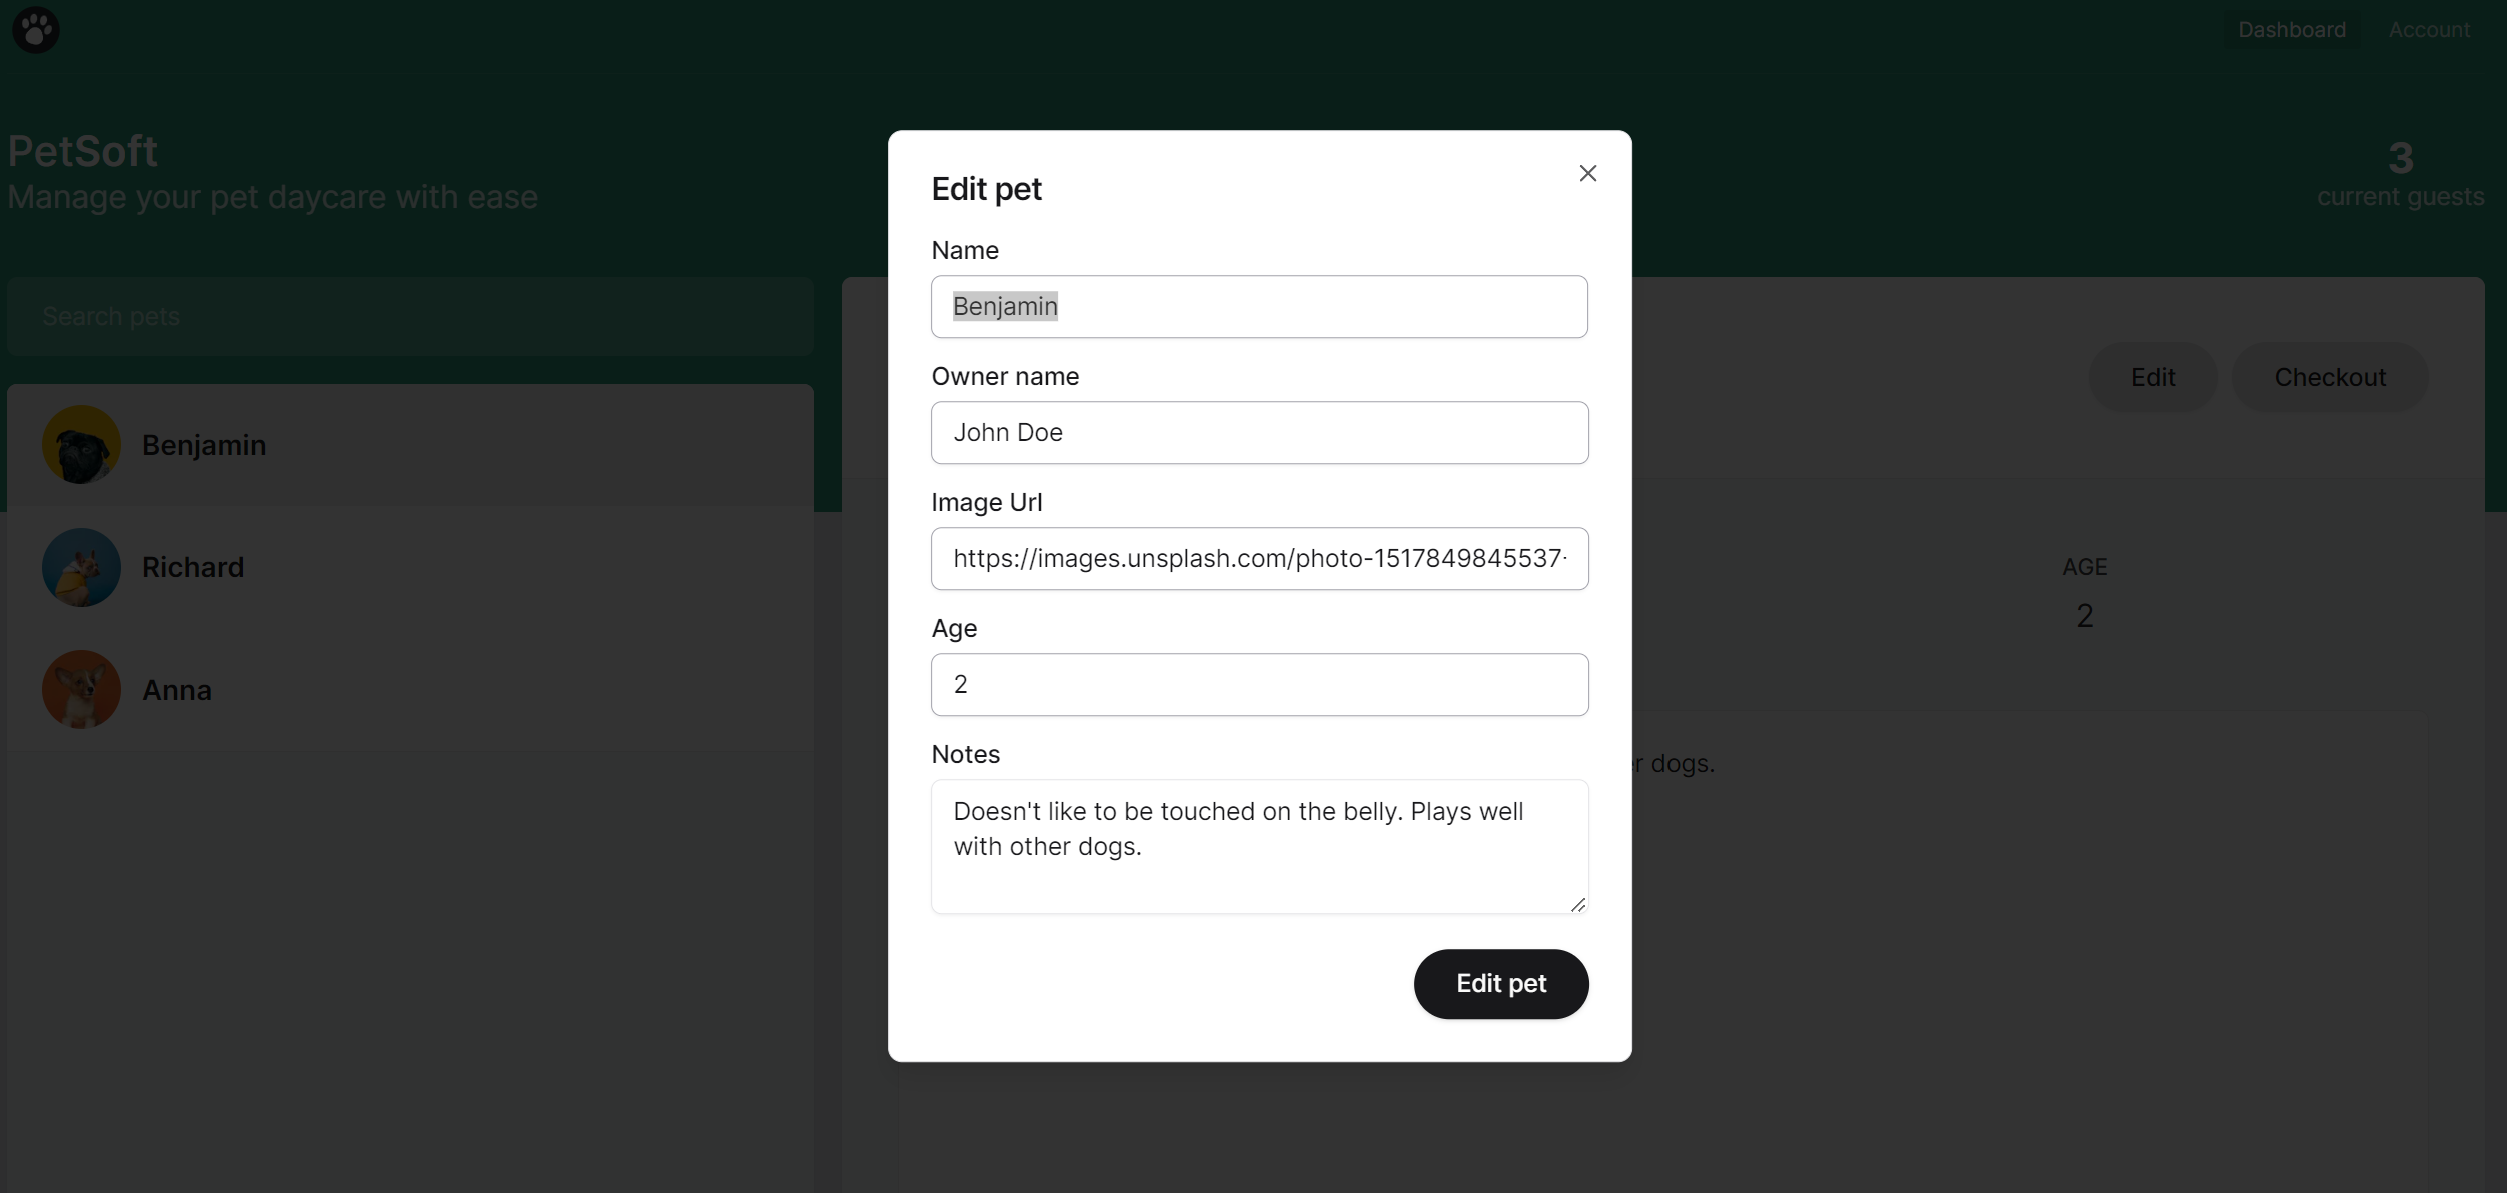 Dashboard
Account
PetSoft
Manage your pet daycare with ease
3
current guests
Search pets
Benjamin
Richard
Anna
Edit
Checkout
AGE
2
er dogs.
Edit pet
Name
Benjamin
Owner name
John Doe
Image Url
https://images.unsplash.com/photo-1517849845537-
Age
2
Notes
Doesn't like to be touched on the belly. Plays well
with other dogs.
Edit pet